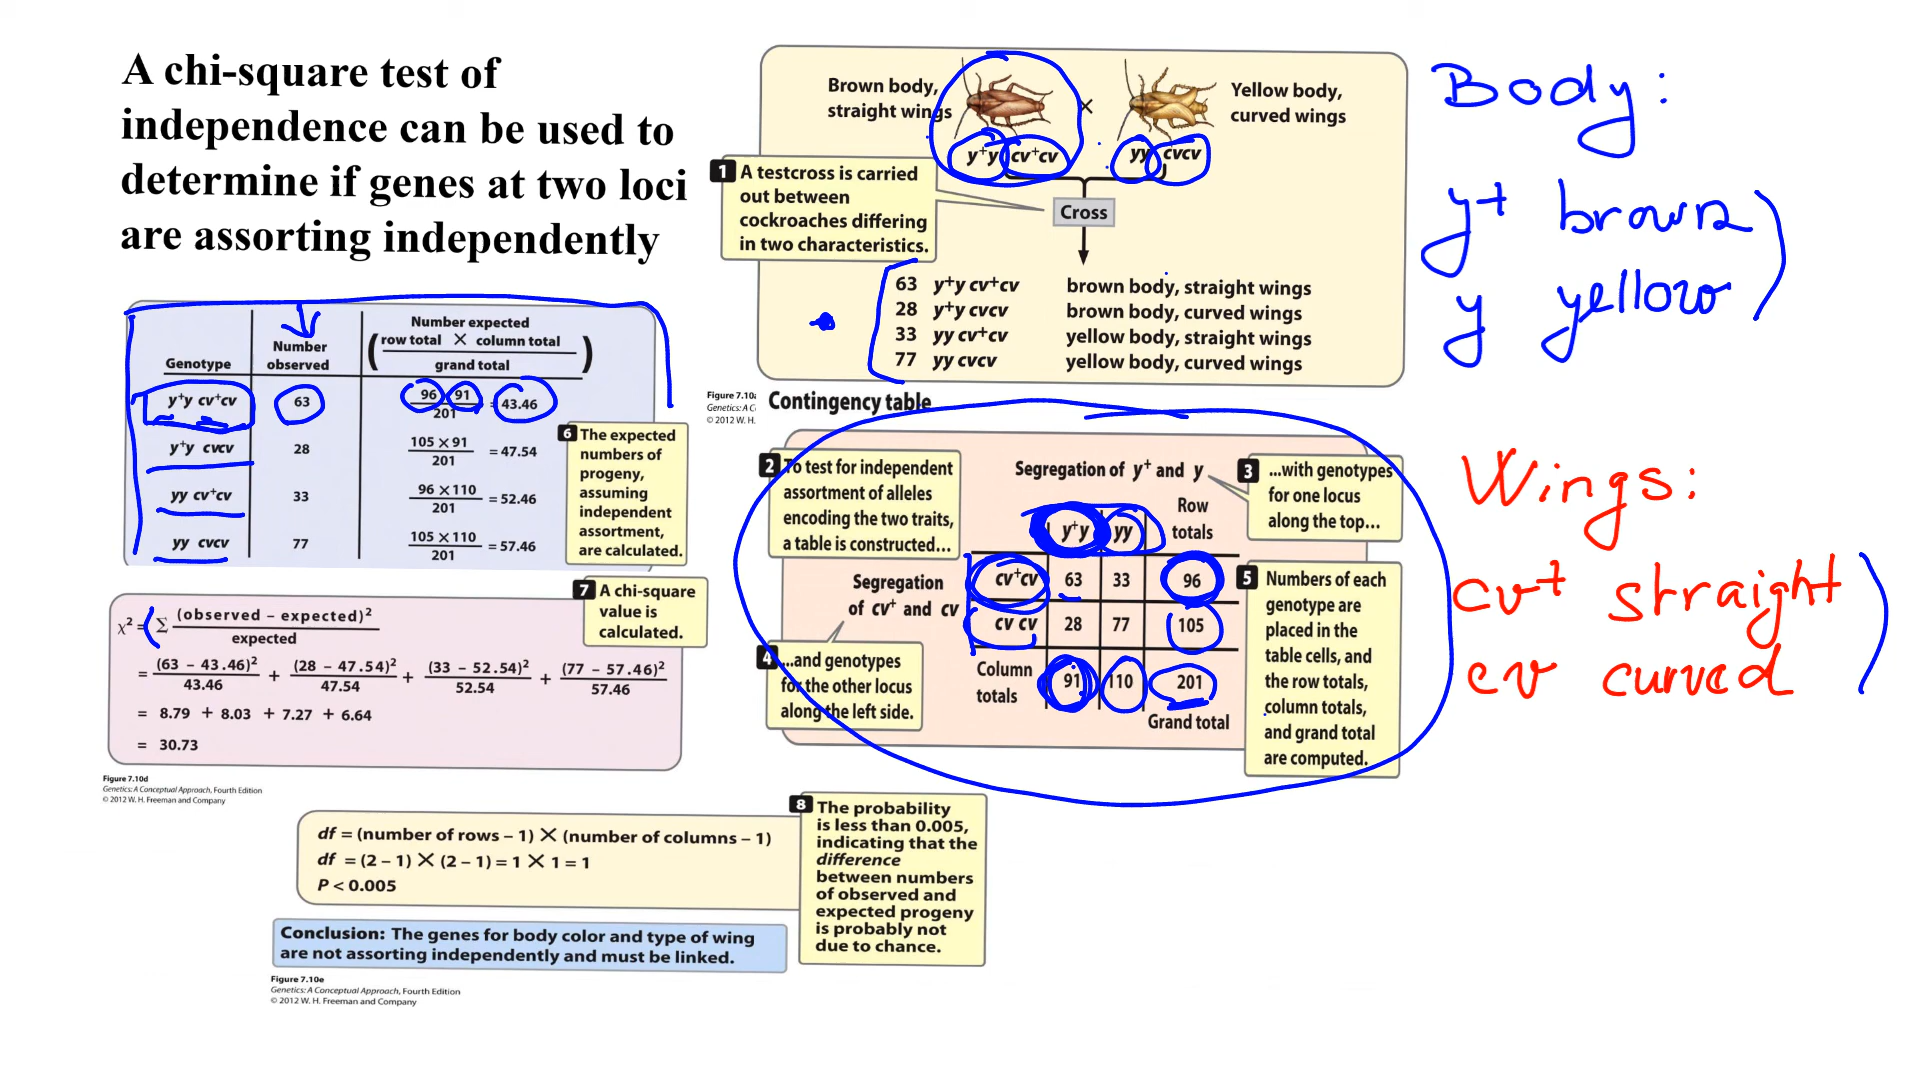 A chi-square test of
independence can be used to
determine if genes at two loci
are assorting independently
Brown body,
straight wings
×
Yellow body,
curved wings
y⁺y cv⁺cv
yy cvcv
1 A testcross is carried
out between
cockroaches differing
in two characteristics.
Cross
63 y⁺y cv⁺cv brown body, straight wings
28 y⁺y cvcv brown body, curved wings
33 yy cv⁺cv yellow body, straight wings
77 yy cvcv yellow body, curved wings
Body:
y+ brown
y yellow
Wings:
cv+ straight
cv curved
Genotype
Number
observed
Number expected
(row total × column total
grand total)
y⁺y cv⁺cv 63 96 91 / 201 = 43.46
y⁺y cvcv 28 105 × 91 / 201 = 47.54
yy cv⁺cv 33 96 × 110 / 201 = 52.46
yy cvcv 77 105 × 110 / 201 = 57.46
6 The expected
numbers of
progeny,
assuming
independent
assortment,
are calculated.
Figure 7.10a
Genetics: A C
© 2012 W. H.
Contingency table
2 To test for independent
assortment of alleles
encoding the two traits,
a table is constructed...
Segregation of y⁺ and y
3 ...with genotypes
for one locus
along the top...
y⁺y yy Row
totals
Segregation
of cv⁺ and cv
cv⁺cv 63 33 96
cv cv 28 77 105
Column
totals
91 110 201
Grand total
4 ...and genotypes
for the other locus
along the left side.
5 Numbers of each
genotype are
placed in the
table cells, and
the row totals,
column totals,
and grand total
are computed.
7 A chi-square
value is
calculated.
χ² = Σ (observed – expected)² / expected
= (63 – 43.46)² / 43.46 + (28 – 47.54)² / 47.54 + (33 – 52.54)² / 52.54 + (77 – 57.46)² / 57.46
= 8.79 + 8.03 + 7.27 + 6.64
= 30.73
Figure 7.10d
Genetics: A Conceptual Approach, Fourth Edition
© 2012 W. H. Freeman and Company
df = (number of rows – 1) × (number of columns – 1)
df = (2 – 1) × (2 – 1) = 1 × 1 = 1
P < 0.005
8 The probability
is less than 0.005,
indicating that the
difference
between numbers
of observed and
expected progeny
is probably not
due to chance.
Conclusion: The genes for body color and type of wing
are not assorting independently and must be linked.
Figure 7.10e
Genetics: A Conceptual Approach, Fourth Edition
© 2012 W. H. Freeman and Company